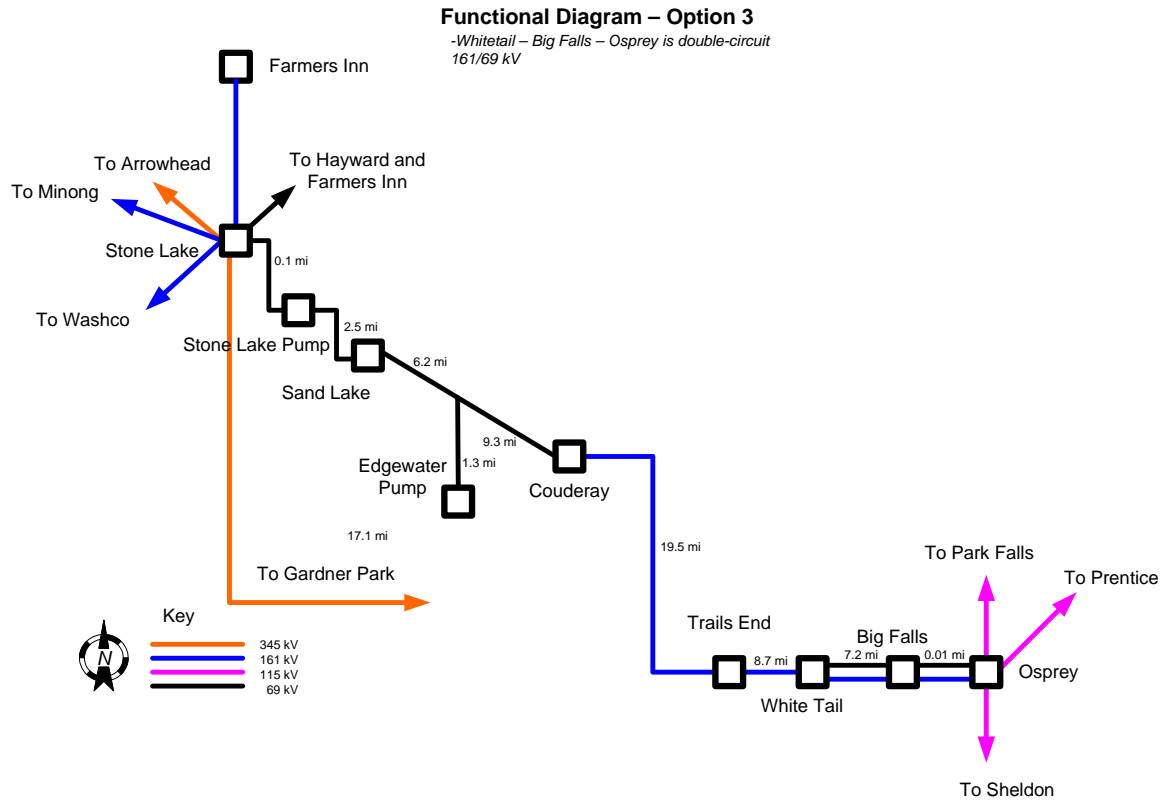 Functional Diagram – Option 3
-Whitetail – Big Falls – Osprey is double-circuit
161/69 kV
Farmers Inn
To Arrowhead
To Hayward and
Farmers Inn
To Minong
Stone Lake
0.1 mi
To Washco
Stone Lake Pump
2.5 mi
Sand Lake
6.2 mi
9.3 mi
Edgewater
Pump
1.3 mi
Couderay
17.1 mi
19.5 mi
To Gardner Park
To Park Falls
To Prentice
Key
345 kV
161 kV
115 kV
69 kV
N
Trails End
Big Falls
8.7 mi
7.2 mi
0.01 mi
Osprey
White Tail
To Sheldon